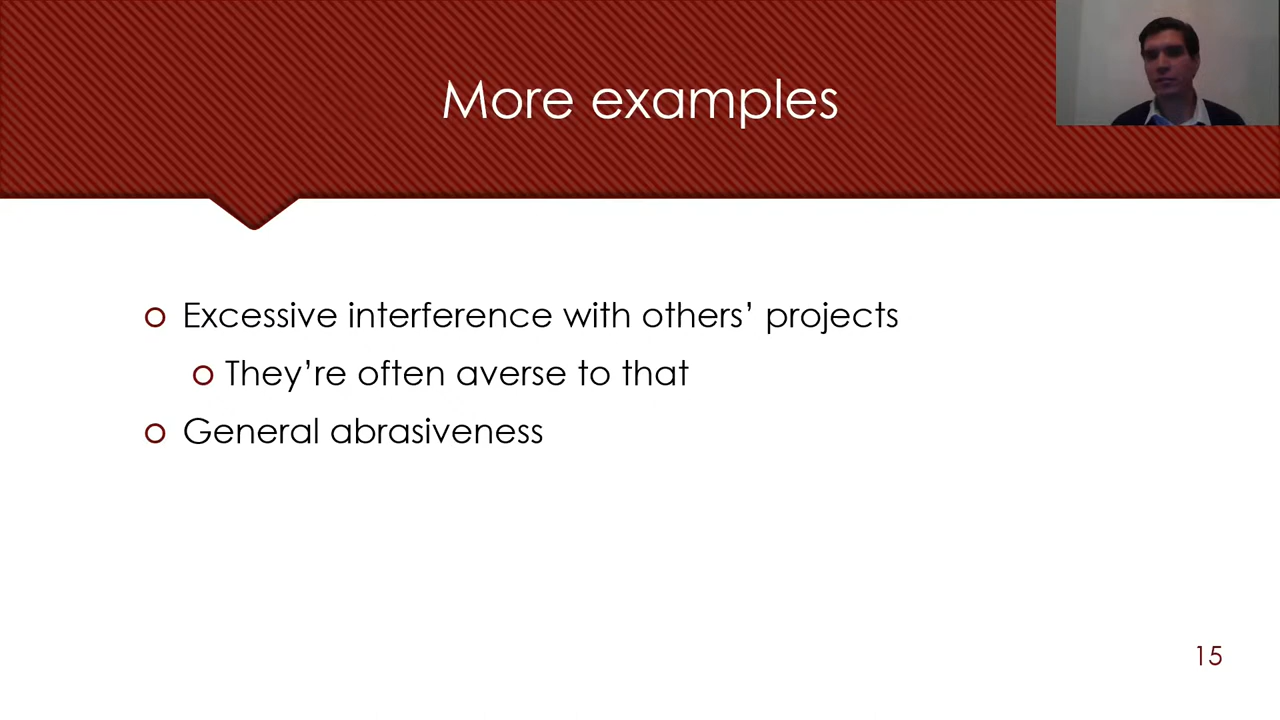 More examples
Excessive interference with others’ projects
They’re often averse to that
General abrasiveness
15